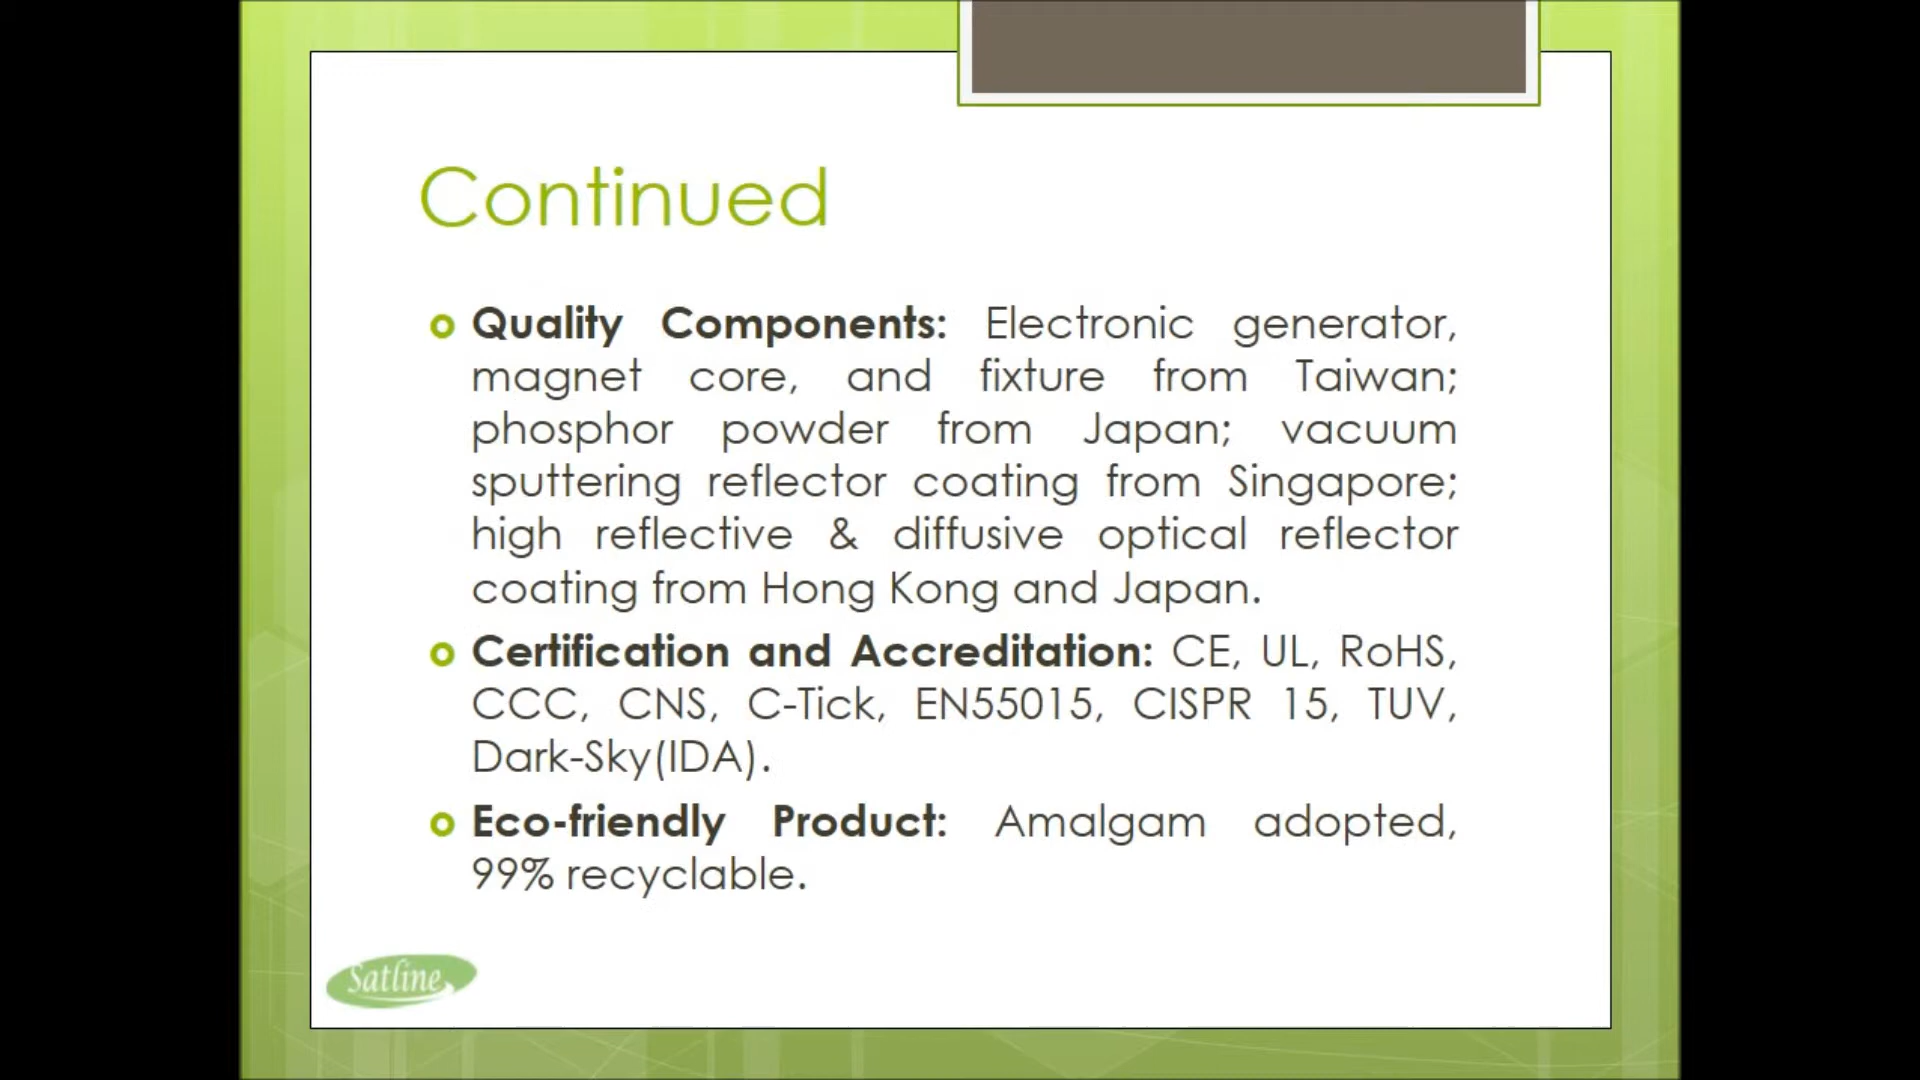 Continued
Quality Components: Electronic generator,
magnet core, and fixture from Taiwan;
phosphor powder from Japan; vacuum
sputtering reflector coating from Singapore;
high reflective & diffusive optical reflector
coating from Hong Kong and Japan.
Certification and Accreditation: CE, UL, RoHS,
CCC, CNS, C-Tick, EN55015, CISPR 15, TUV,
Dark-Sky(IDA).
Eco-friendly Product: Amalgam adopted,
99% recyclable.
Satline